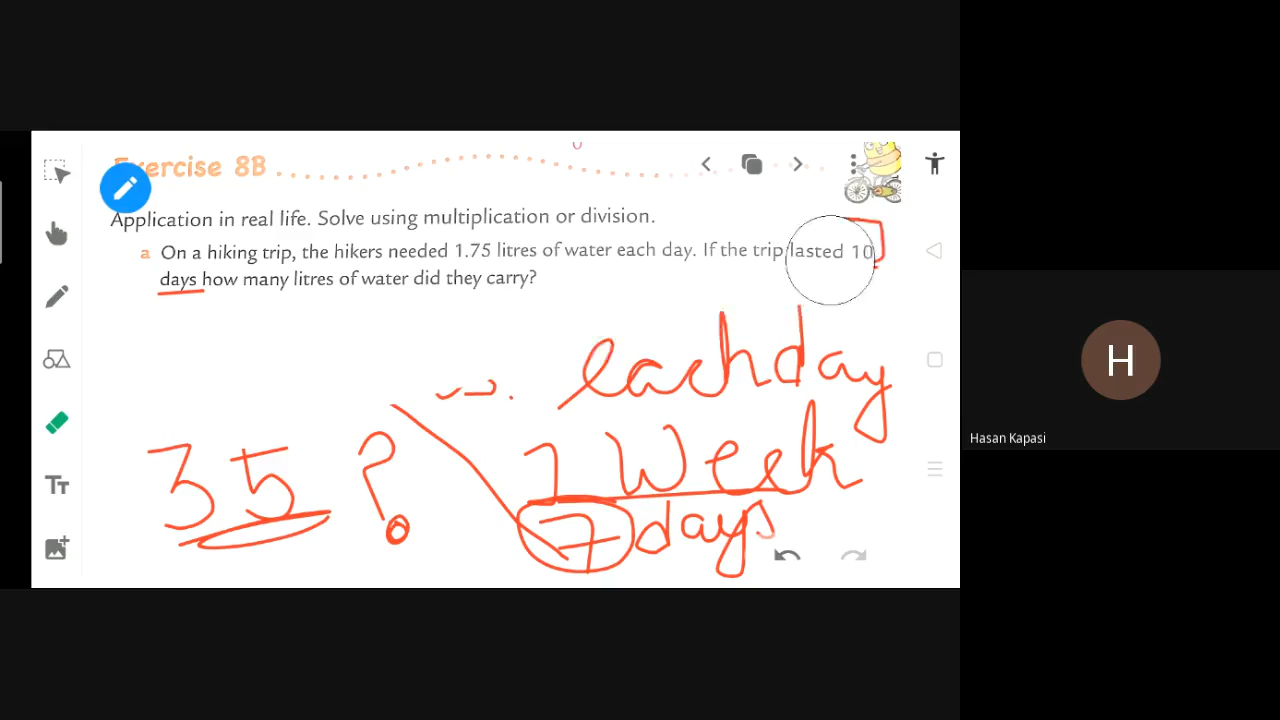 Exercise 8B
Application in real life. Solve using multiplication or division.
a On a hiking trip, the hikers needed 1.75 litres of water each day. If the trip lasted 10
days how many litres of water did they carry?
each day
1 Week
35 ? 7 days
Tt
H
Hasan Kapasi